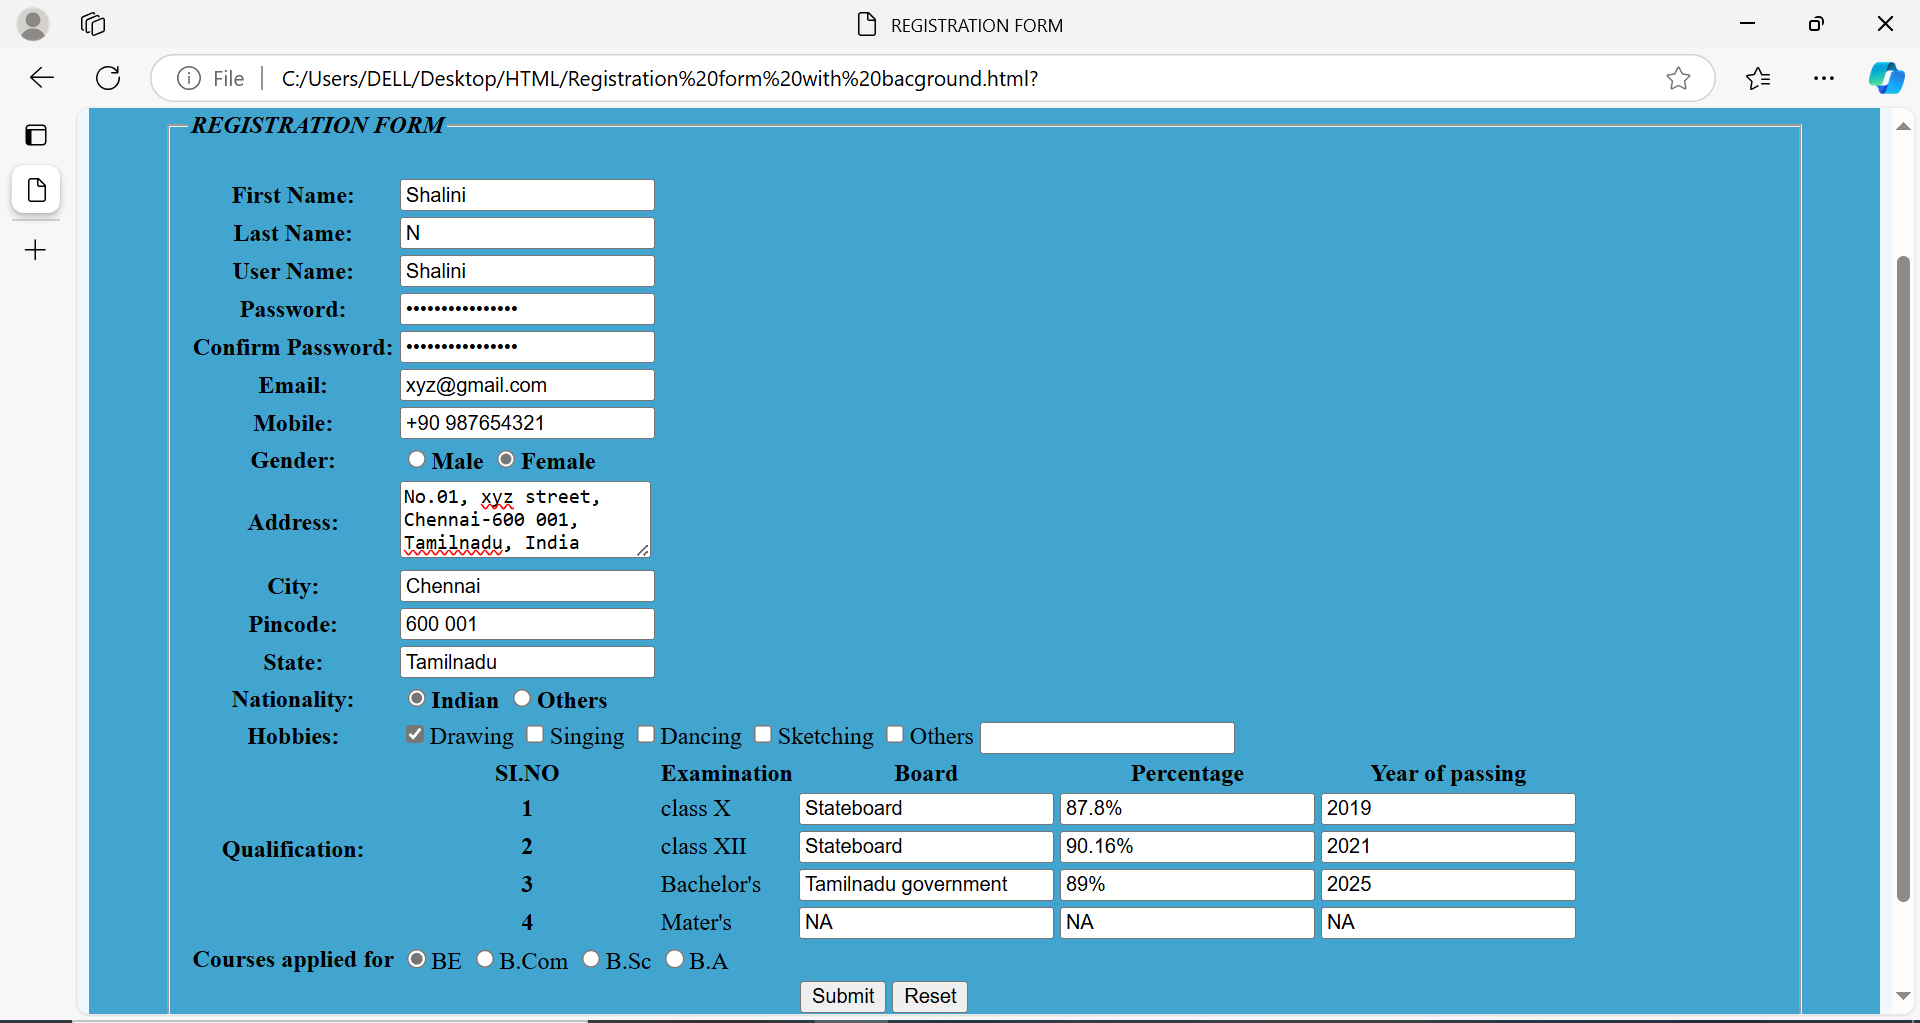 REGISTRATION FORM
File C:/Users/DELL/Desktop/HTML/Registration%20form%20with%20bacground.html?
REGISTRATION FORM
First Name: Shalini
Last Name: N
User Name: Shalini
Password: ••••••••••••••••
Confirm Password: ••••••••••••••••
Email: xyz@gmail.com
Mobile: +90 987654321
Gender: Male Female
Address: No.01, xyz street,
Chennai-600 001,
Tamilnadu, India
City: Chennai
Pincode: 600 001
State: Tamilnadu
Nationality: Indian Others
Hobbies: Drawing Singing Dancing Sketching Others
SI.NO Examination Board Percentage Year of passing
1 class X Stateboard 87.8% 2019
Qualification: 2 class XII Stateboard 90.16% 2021
3 Bachelor's Tamilnadu government 89% 2025
4 Mater's NA NA NA
Courses applied for BE B.Com B.Sc B.A
Submit Reset